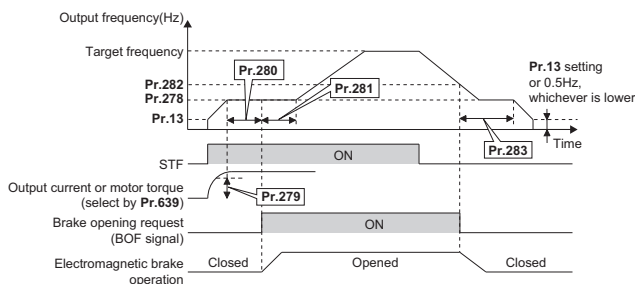 Output frequency(Hz)
Target frequency
Pr.280
Pr.13 setting
or 0.5Hz,
whichever is lower
Pr.282
Pr.281
Pr.278
Pr.13
Time
Pr.283
STF
ON
Output current or motor torque
(select by Pr.639)
Pr.279
Brake opening request
(BOF signal)
ON
Electromagnetic brake
operation
Closed
Opened
Closed